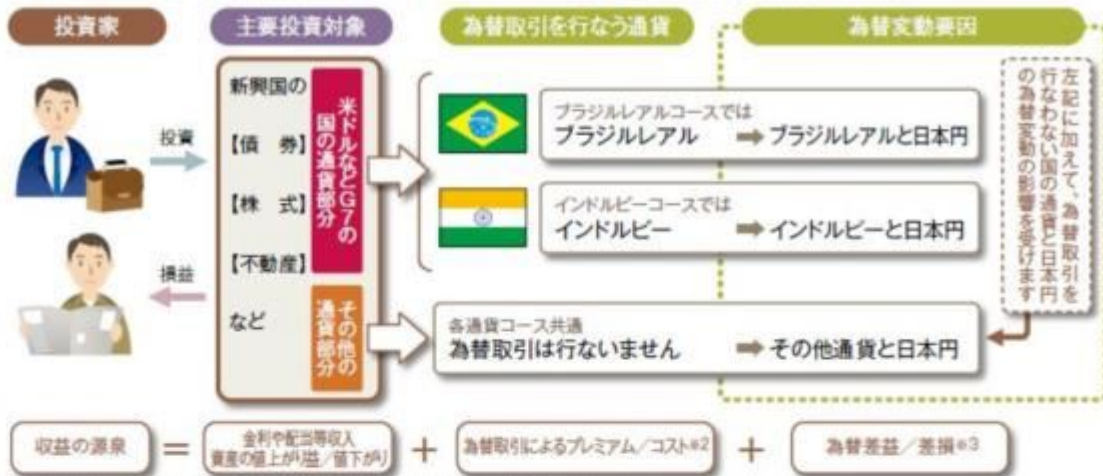 投資家
主要投資対象
為替取引を行なう通貨
為替変動要因
投資
損益
新興国の
【債　券】
【株　式】
【不動産】
など
米ドルなどG7の
国の通貨部分
その他の
通貨部分
ブラジルレアルコースでは
ブラジルレアル ➡ ブラジルレアルと日本円
インドルピーコースでは
インドルピー ➡ インドルピーと日本円
各通貨コース共通
為替取引は行ないません ➡ その他通貨と日本円
左記に加えて、為替取引を
行なわない国の通貨と日本円
の為替変動の影響を受けます
収益の源泉
=
金利や配当等収入
資産の値上がり益/値下がり
+
為替取引によるプレミアム/コスト※2
+
為替差益/差損※3